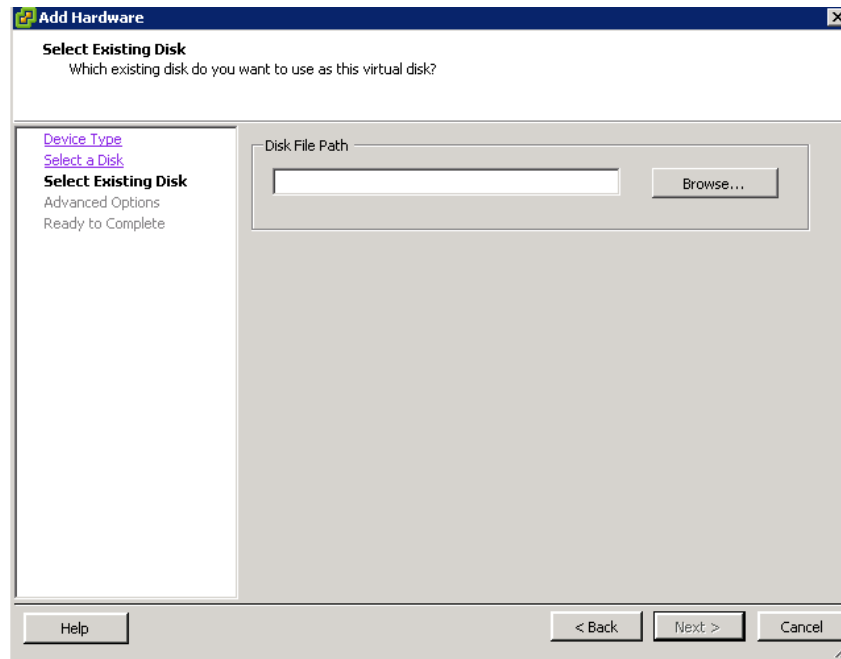 Add Hardware
Select Existing Disk
Which existing disk do you want to use as this virtual disk?
Device Type
Select a Disk
Select Existing Disk
Advanced Options
Ready to Complete
Disk File Path
Browse...
Help
< Back
Next >
Cancel